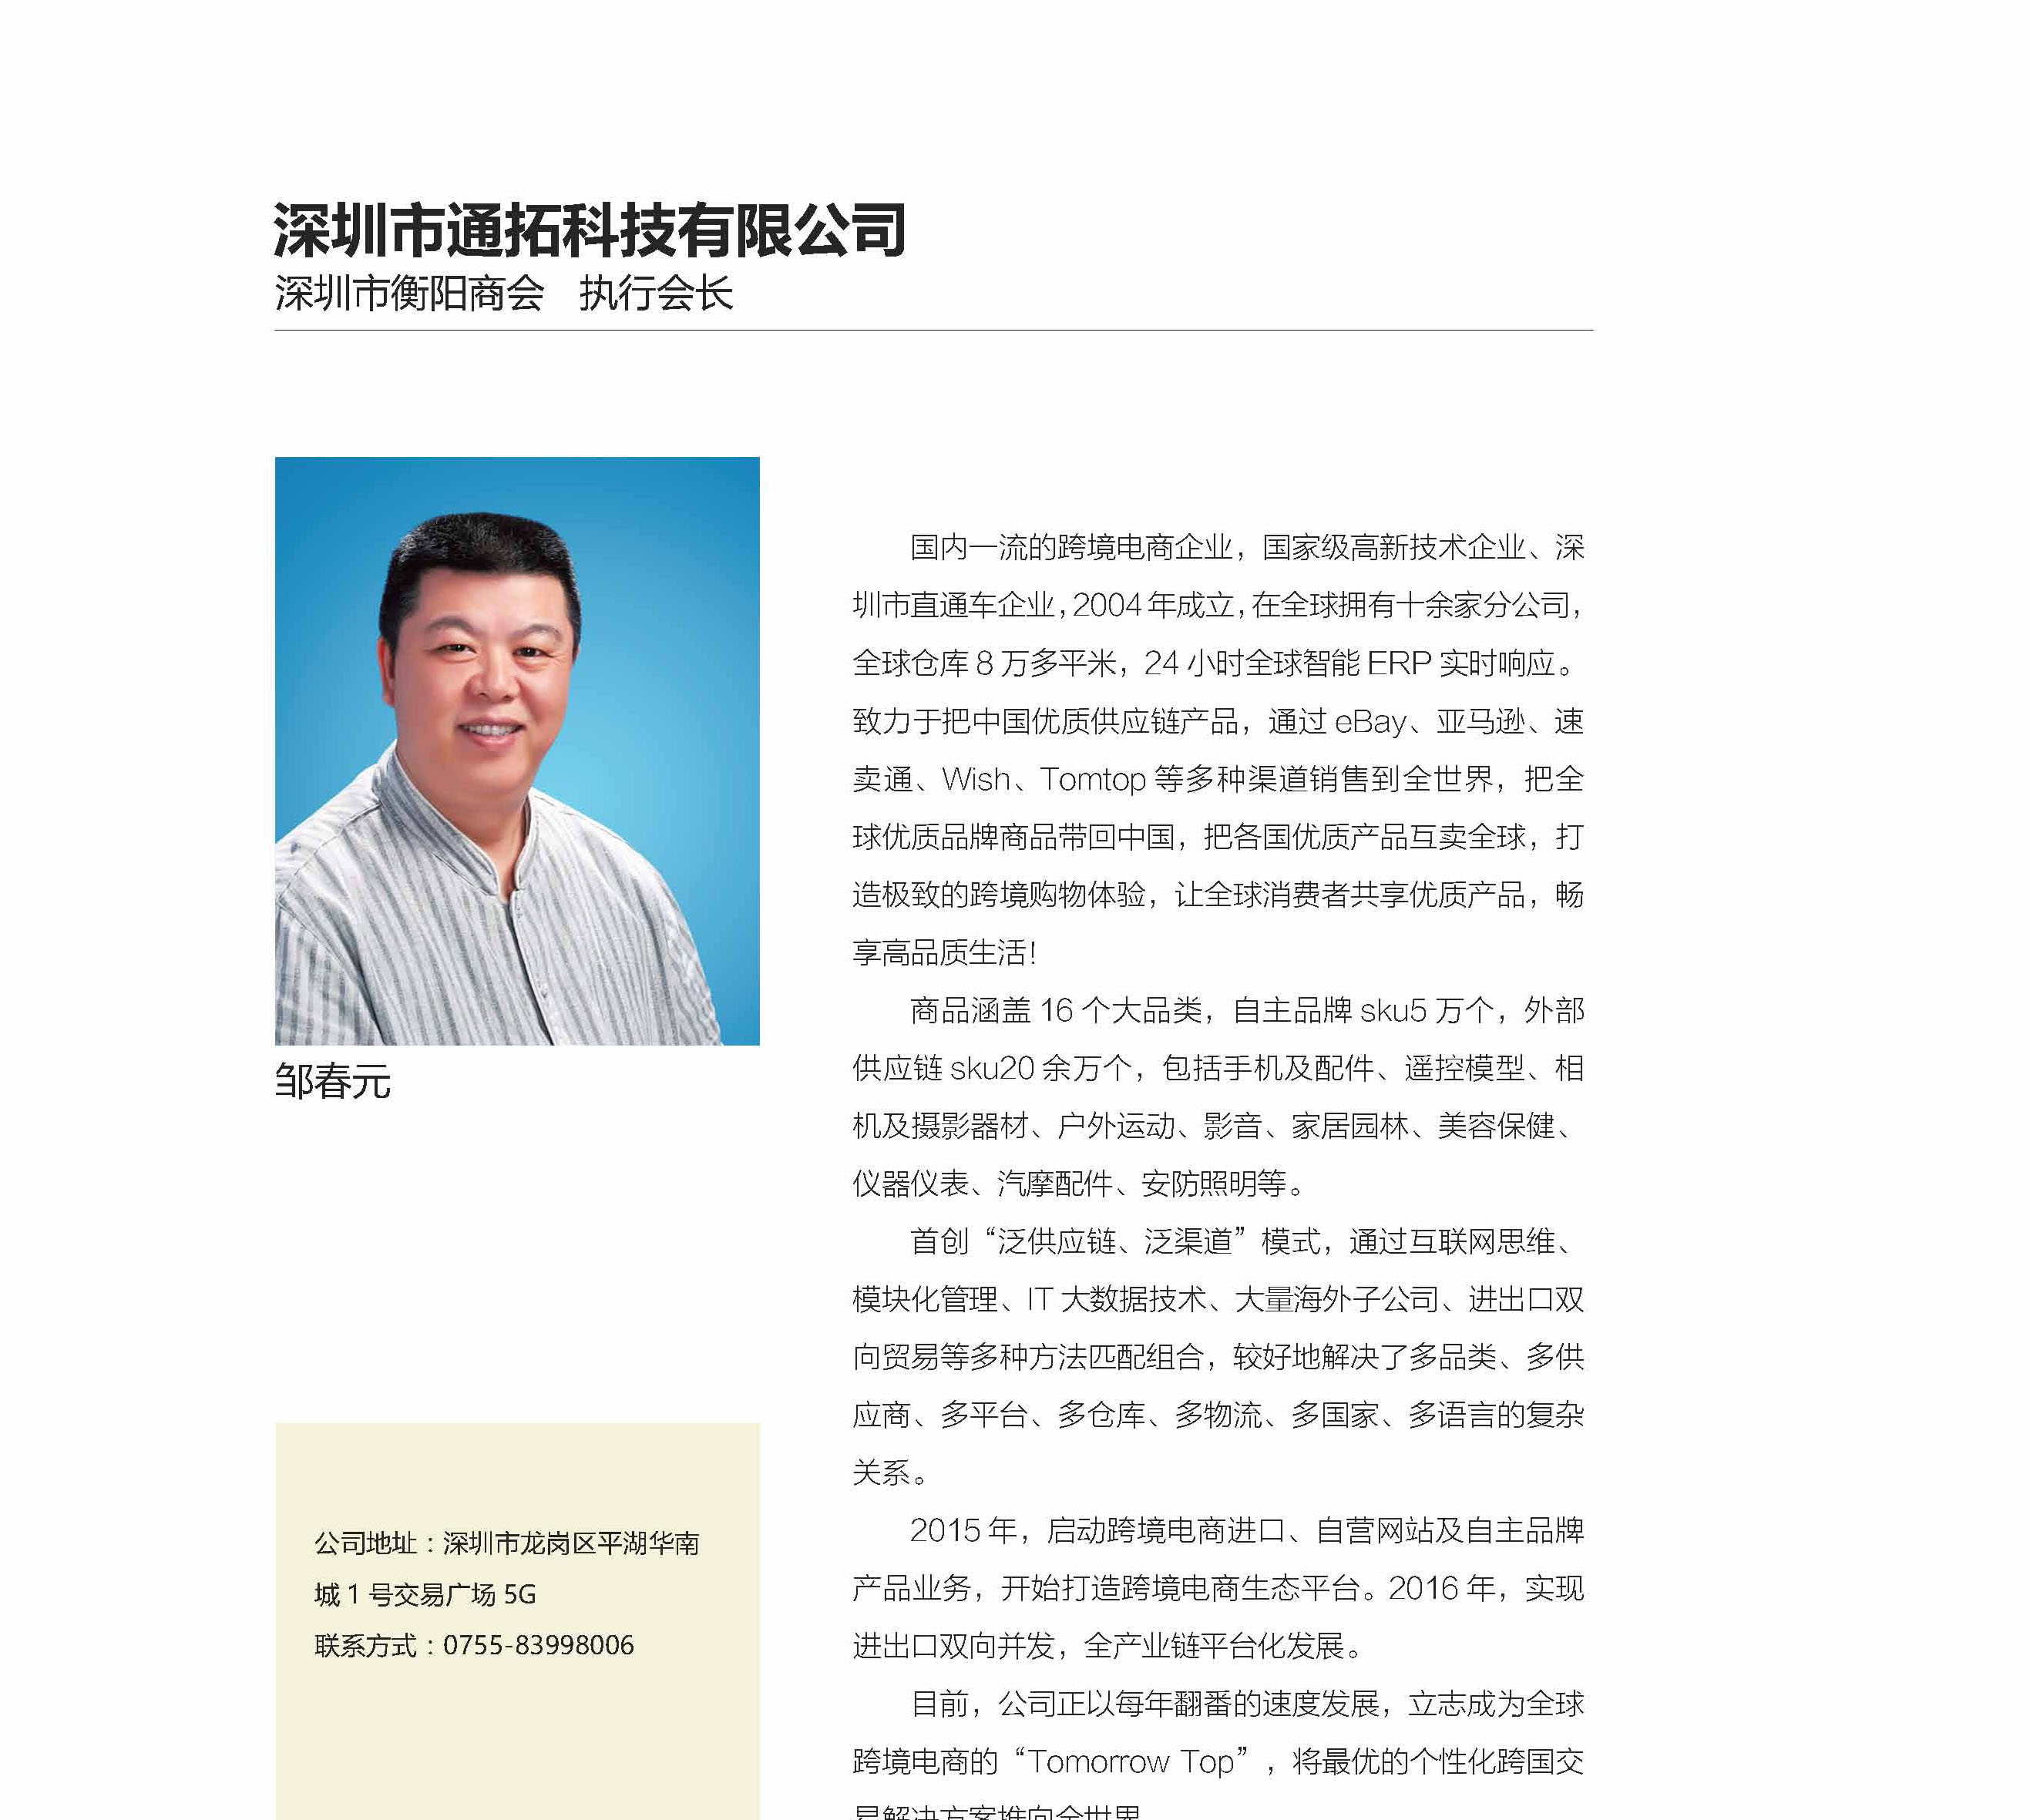 深圳市通拓科技有限公司
深圳市衡阳商会 执行会长
邹春元
公司地址：深圳市龙岗区平湖华南
城 1 号交易广场 5G
联系方式：0755-83998006
国内一流的跨境电商企业，国家级高新技术企业、深
圳市直通车企业，2004 年成立，在全球拥有十余家分公司，
全球仓库 8 万多平米，24 小时全球智能 ERP 实时响应。
致力于把中国优质供应链产品，通过 eBay、亚马逊、速
卖通、Wish、Tomtop 等多种渠道销售到全世界，把全
球优质品牌商品带回中国，把各国优质产品互卖全球，打
造极致的跨境购物体验，让全球消费者共享优质产品，畅
享高品质生活！
商品涵盖 16 个大品类，自主品牌 sku5 万个，外部
供应链 sku20 余万个，包括手机及配件、遥控模型、相
机及摄影器材、户外运动、影音、家居园林、美容保健、
仪器仪表、汽摩配件、安防照明等。
首创“泛供应链、泛渠道”模式，通过互联网思维、
模块化管理、IT 大数据技术、大量海外子公司、进出口双
向贸易等多种方法匹配组合，较好地解决了多品类、多供
应商、多平台、多仓库、多物流、多国家、多语言的复杂
关系。
2015 年，启动跨境电商进口、自营网站及自主品牌
产品业务，开始打造跨境电商生态平台。2016 年，实现
进出口双向并发，全产业链平台化发展。
目前，公司正以每年翻番的速度发展，立志成为全球
跨境电商的“Tomorrow Top”，将最优的个性化跨国交
易解决方案推向全世界